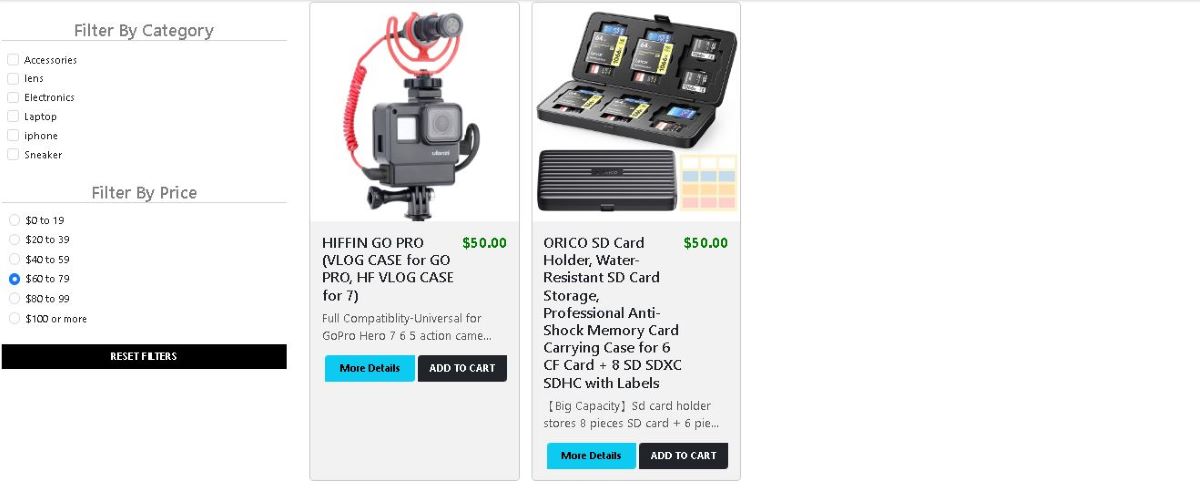 Filter By Category
Accessories
lens
Electronics
Laptop
iphone
Sneaker
Filter By Price
$0 to 19
$20 to 39
$40 to 59
$60 to 79
$80 to 99
$100 or more
RESET FILTERS
ulanzi
HIFFIN GO PRO $50.00
(VLOG CASE for GO
PRO, HF VLOG CASE
for 7)
Full Compatiblity-Universal for
GoPro Hero 7 6 5 action came...
More Details ADD TO CART
64
64
1066x
1066x
ORICO SD Card $50.00
Holder, Water-
Resistant SD Card
Storage,
Professional Anti-
Shock Memory Card
Carrying Case for 6
CF Card + 8 SD SDXC
SDHC with Labels
【Big Capacity】Sd card holder
stores 8 pieces SD card + 6 pie...
More Details ADD TO CART